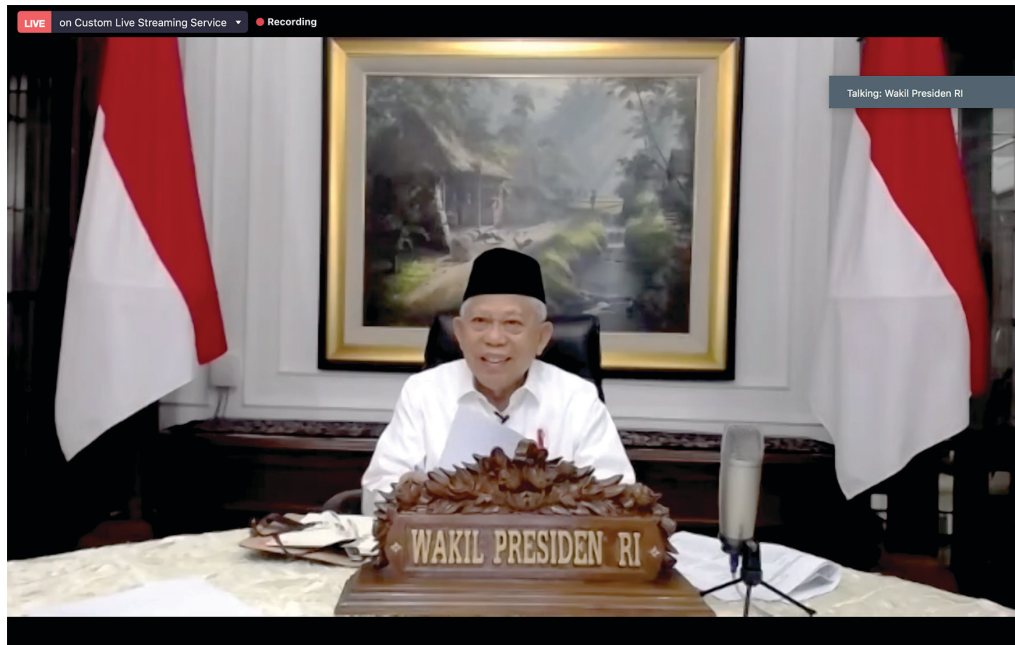 LIVE on Custom Live Streaming Service Recording
Talking: Wakil Presiden RI
WAKIL PRESIDEN RI